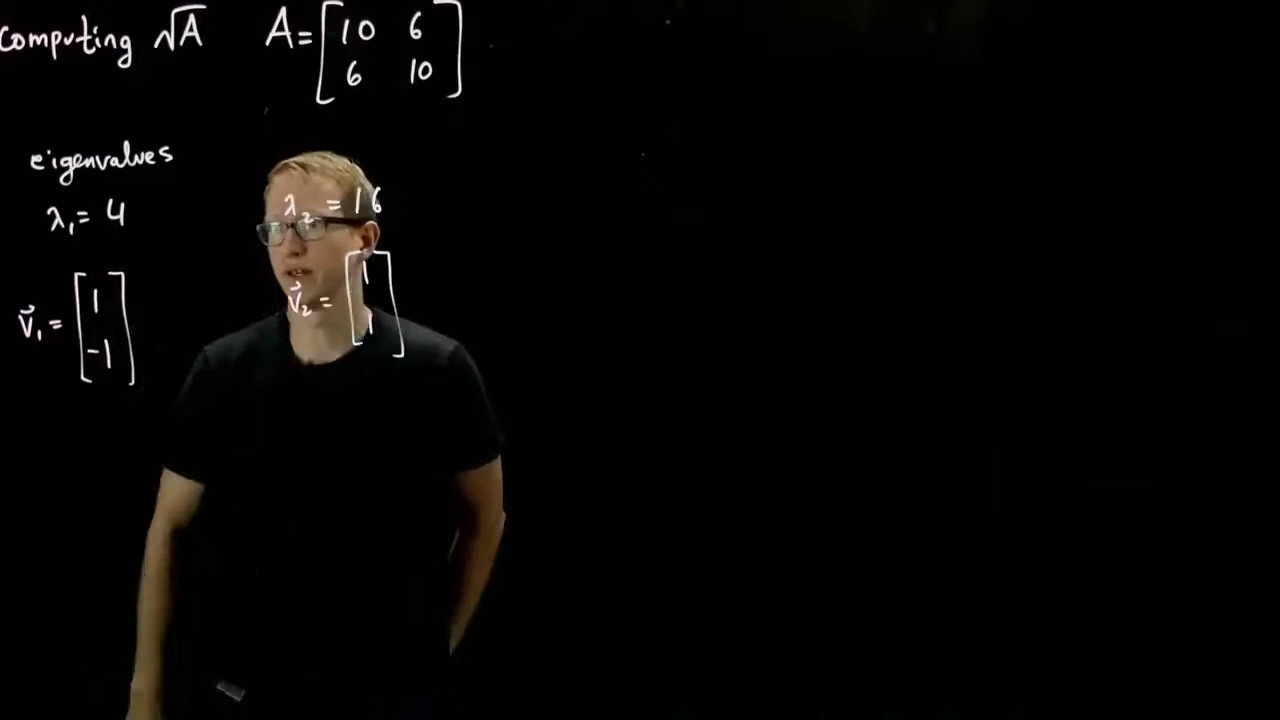 computing √A A = [10 6
6 10]
eigenvalues
λ₁ = 4 λ₂ = 16
v⃗₁ = [1
-1] v⃗₂ = [1
1]